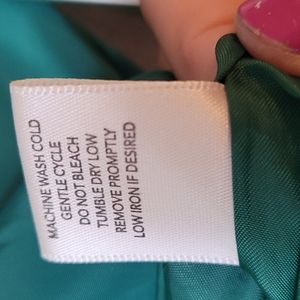 MACHINE WASH COLD
GENTLE CYCLE
DO NOT BLEACH
TUMBLE DRY LOW
REMOVE PROMPTLY
LOW IRON IF DESIRED